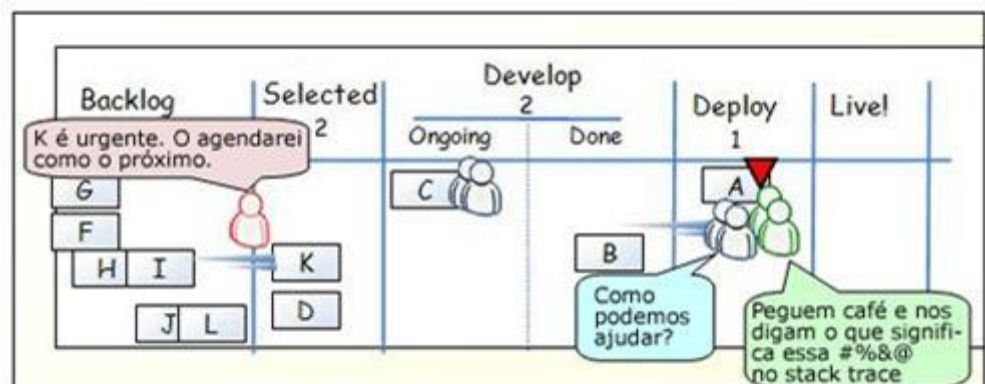 Backlog
Selected
2
Develop
2
Ongoing
Done
Deploy
1
Live!
K é urgente. O agendarei
como o próximo.
G
F
H I
J L
K
D
C
B
A
Como
podemos
ajudar?
Peguem café e nos
digam o que signifi-
ca essa #%&@
no stack trace